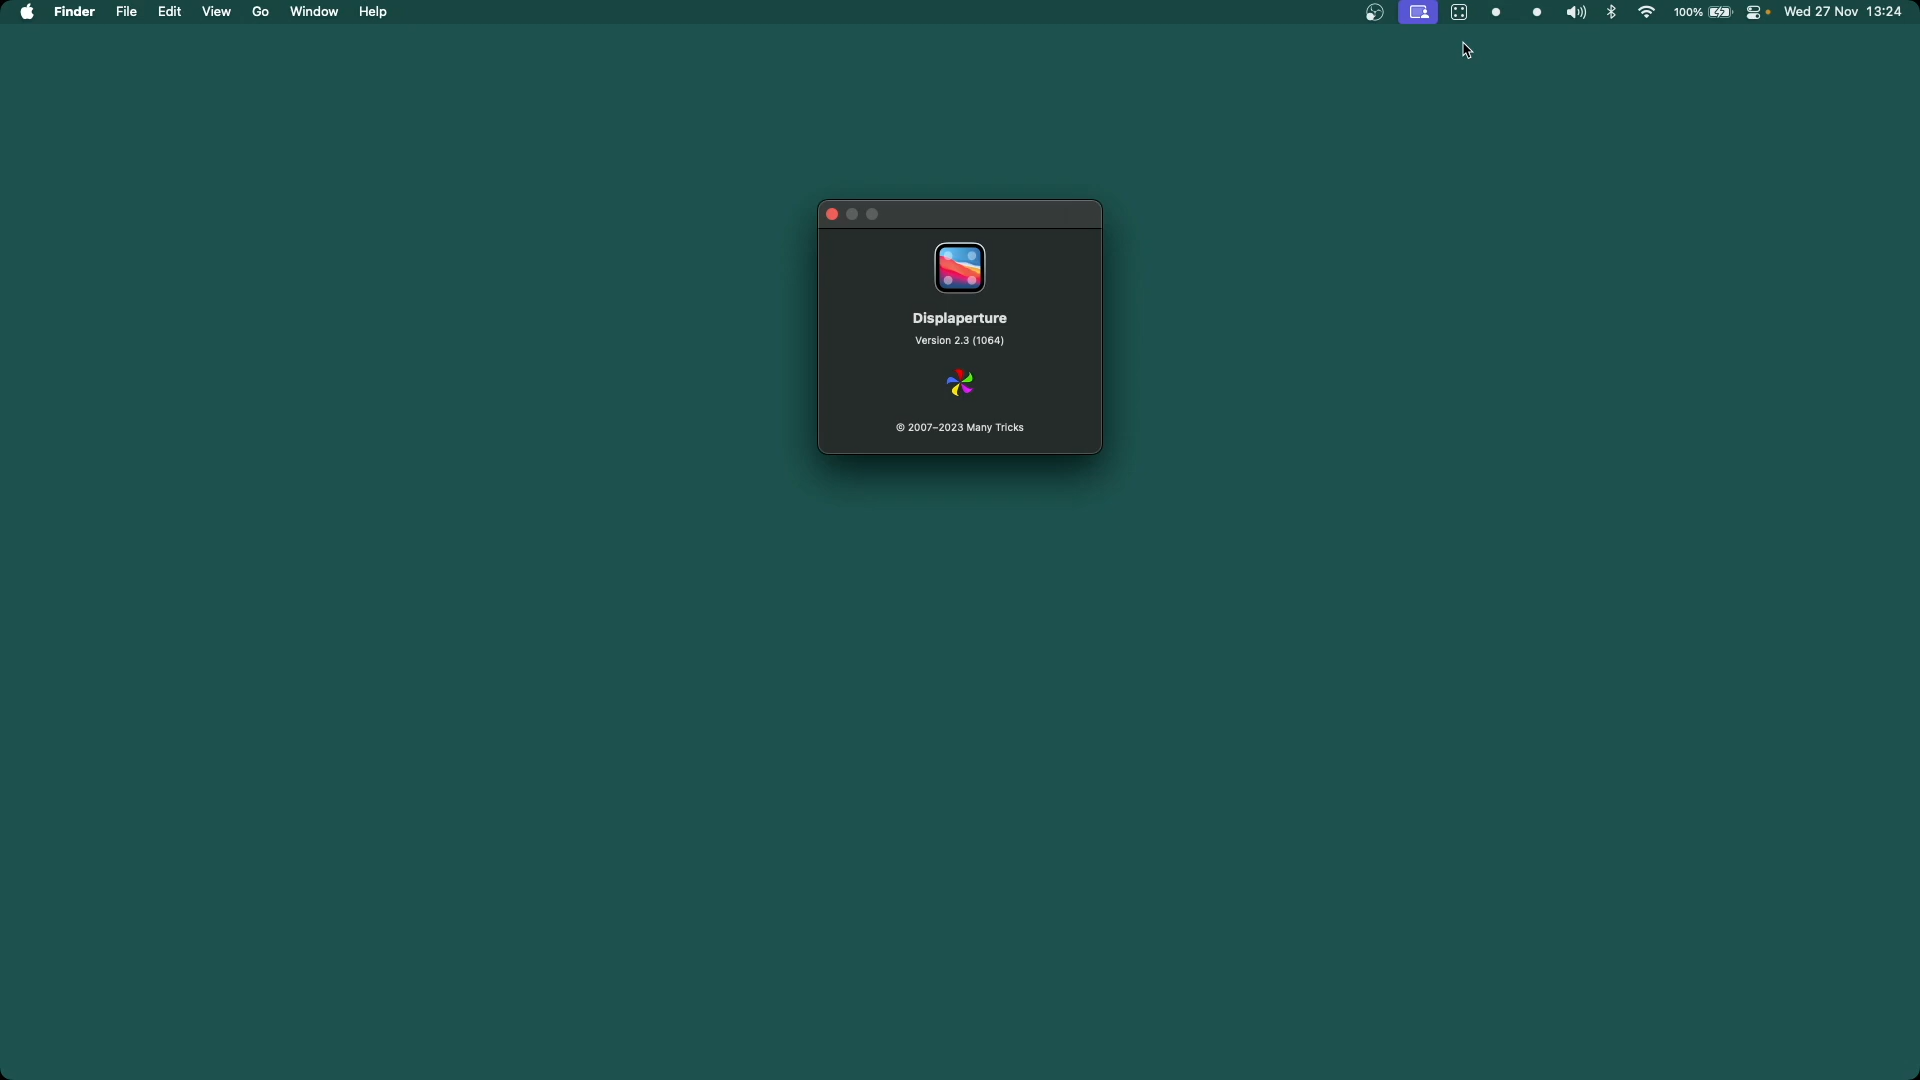 Finder File Edit View Go Window Help 100% Wed 27 Nov 13:24
Displaperture
Version 2.3 (1064)
© 2007–2023 Many Tricks